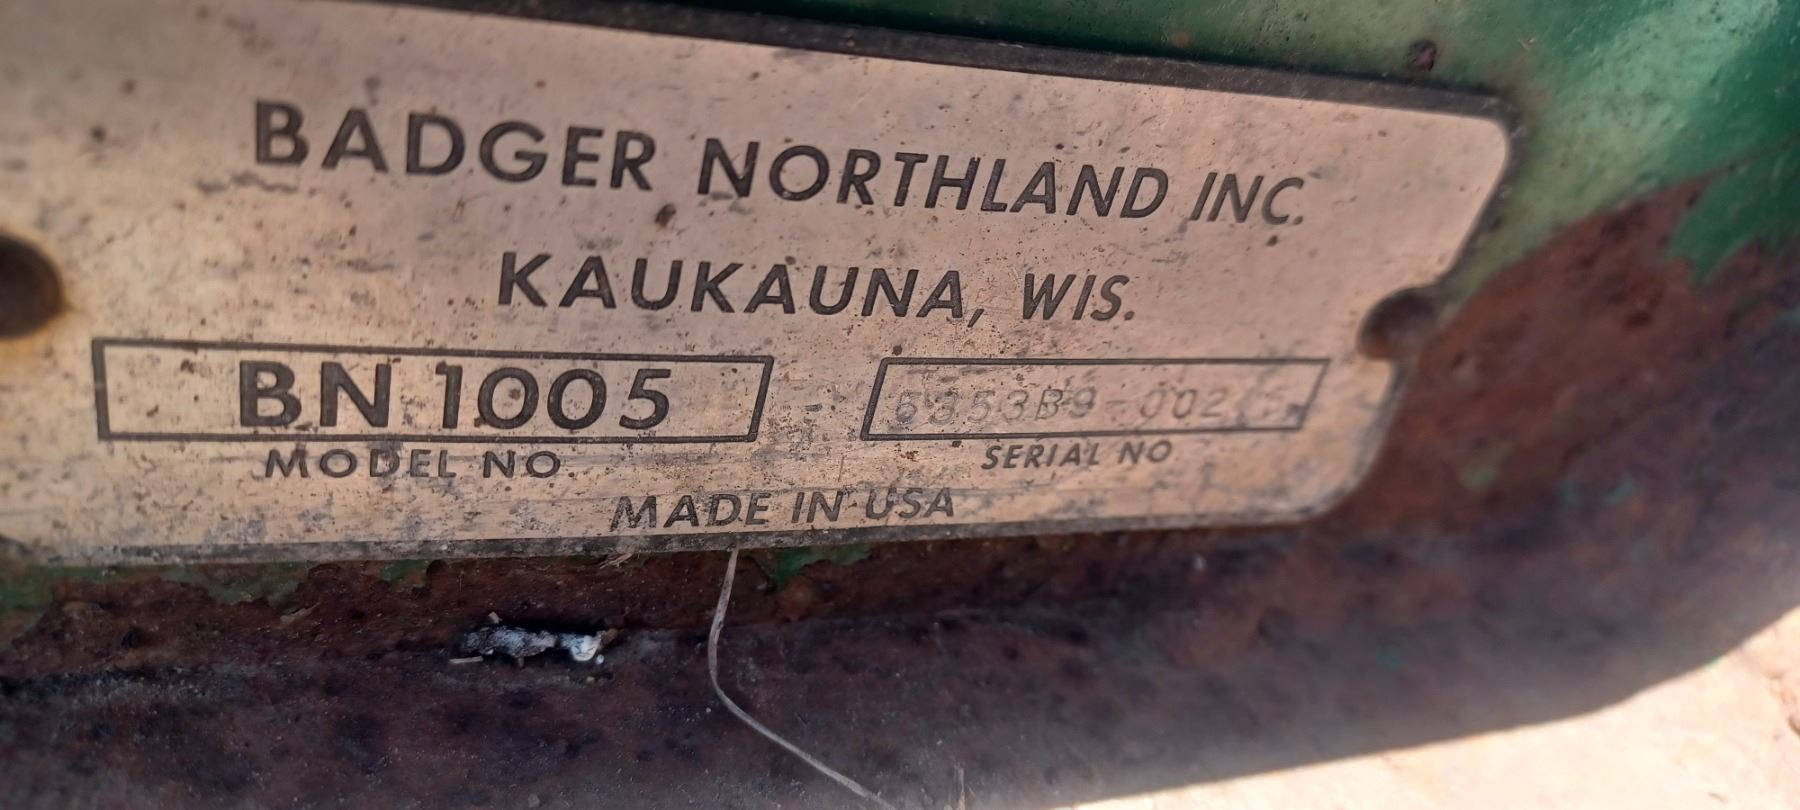 BADGER NORTHLAND INC.
KAUKAUNA, WIS.
BN 1005
MODEL NO.
SERIAL NO
MADE IN USA